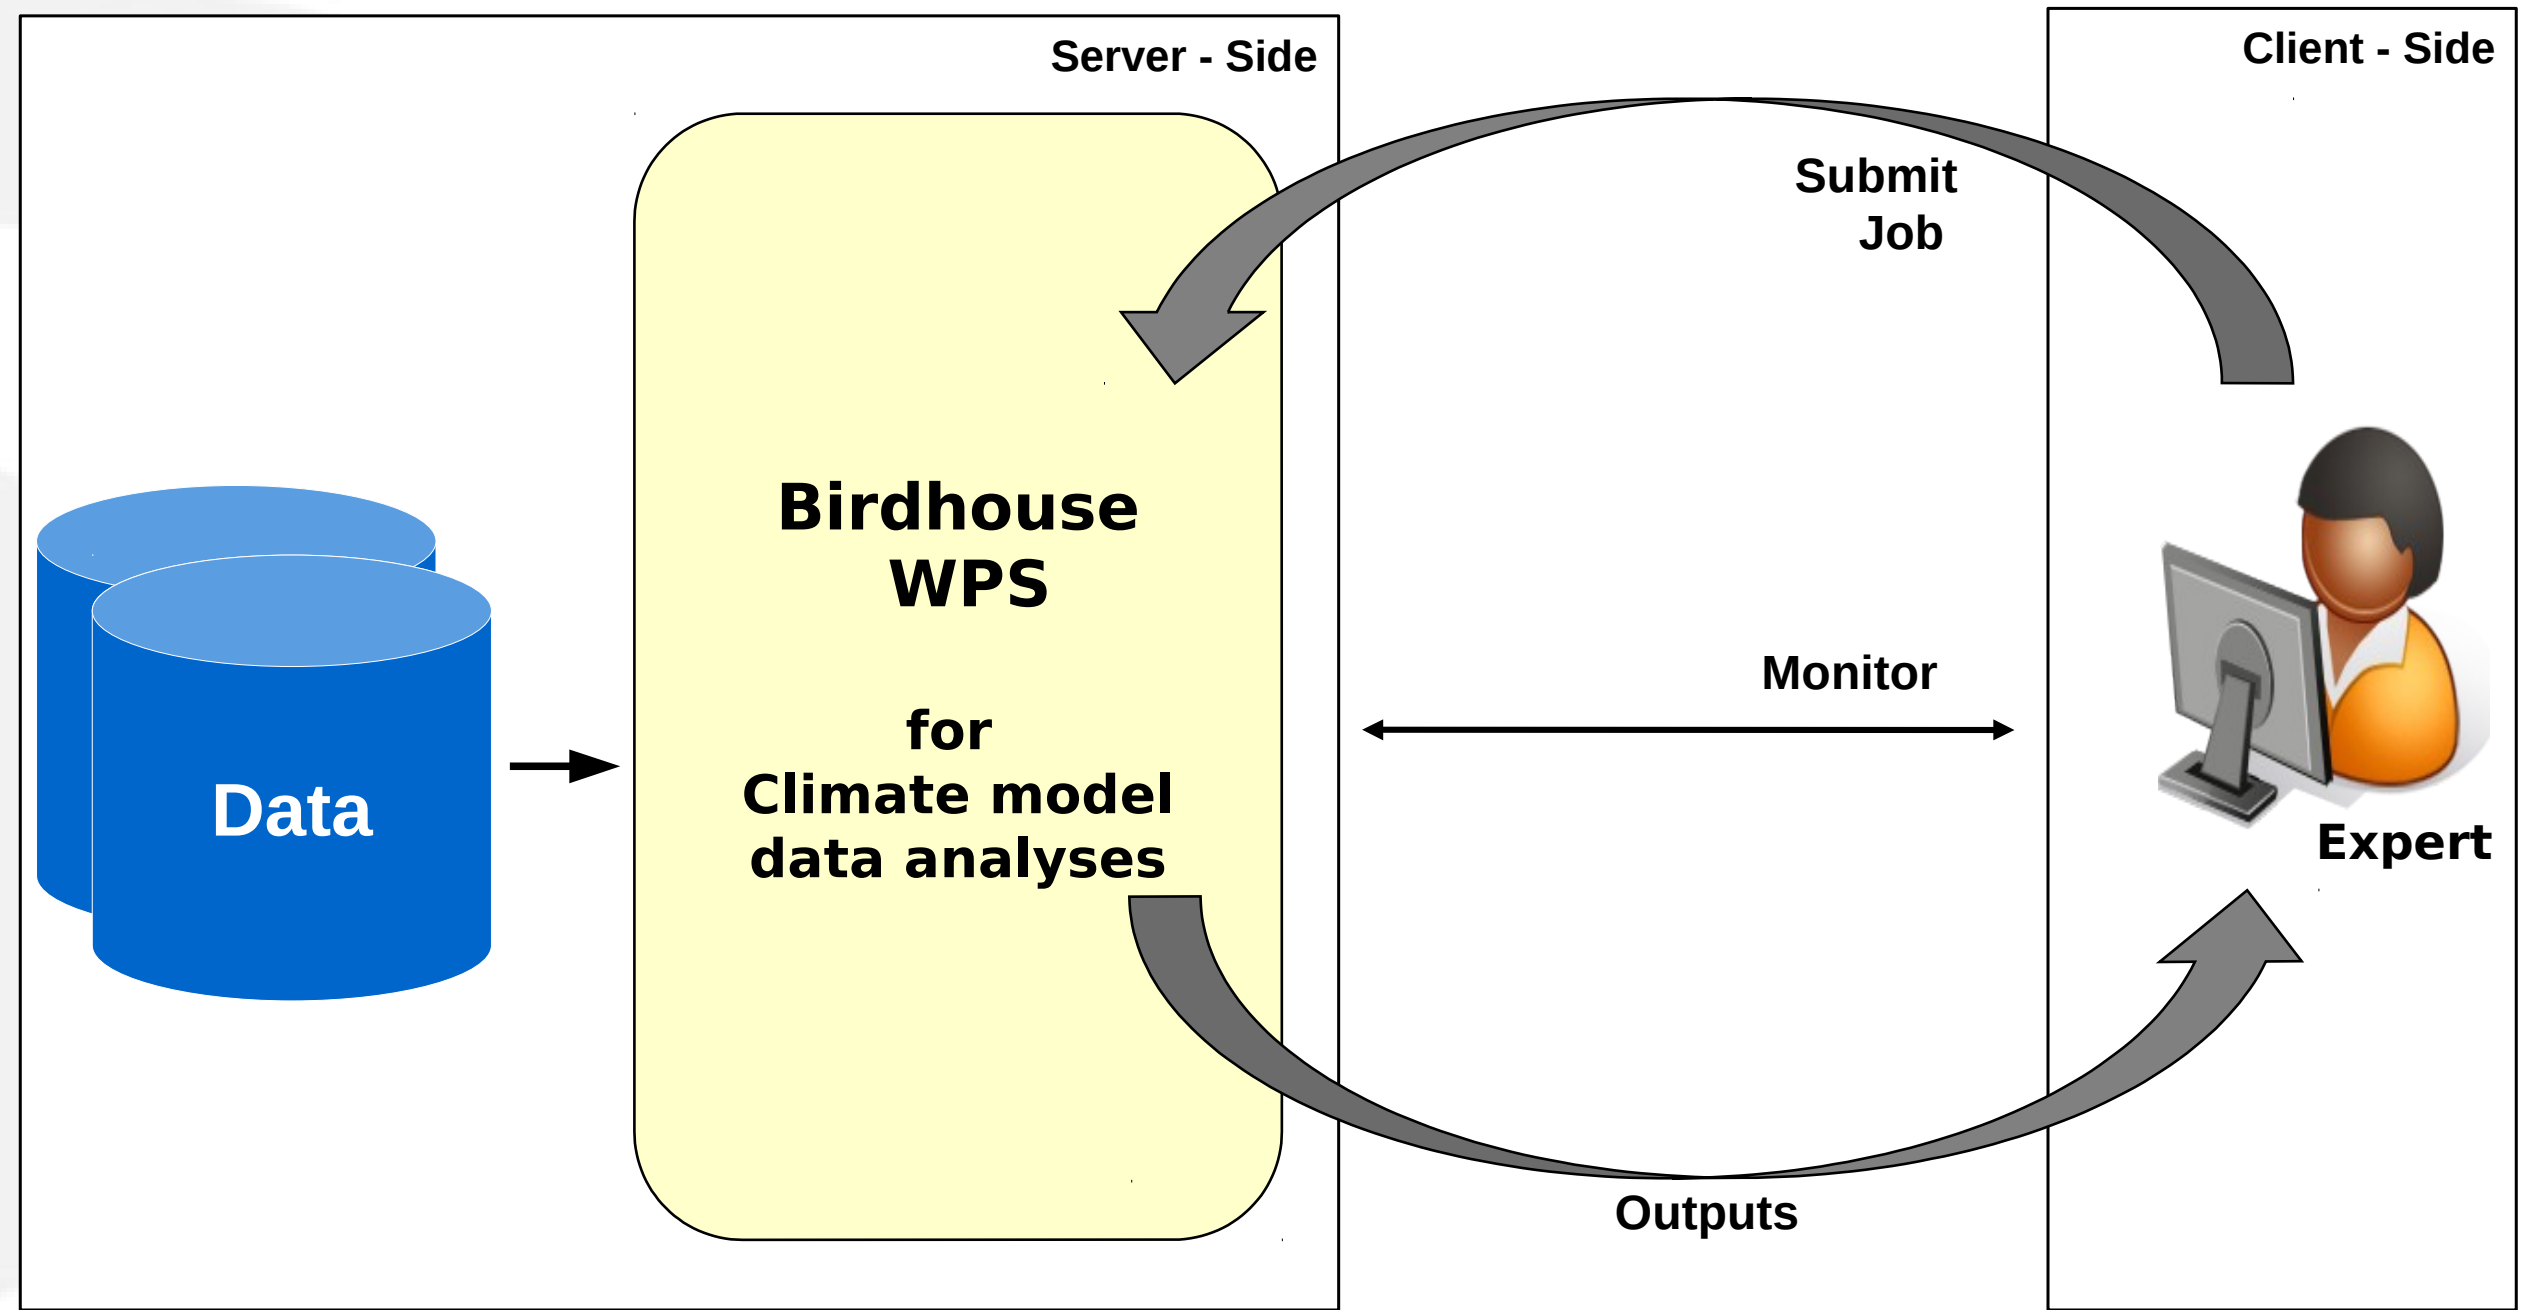 Server - Side
Client - Side
Submit
Job
Birdhouse
WPS
for
Climate model
data analyses
Data
Monitor
Expert
Outputs